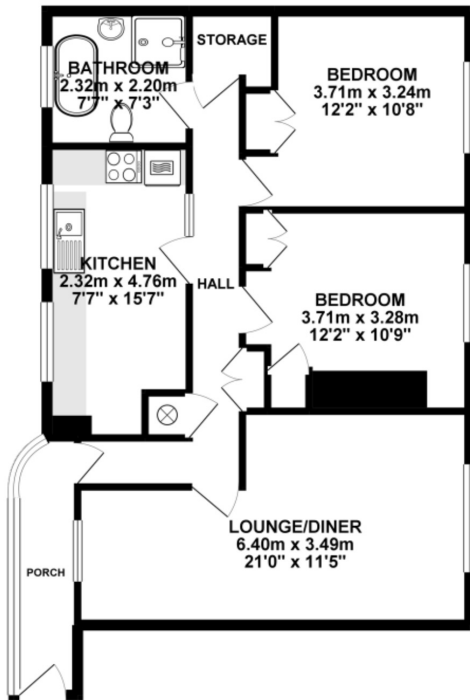 STORAGE
BATHROOM
2.32m x 2.20m
7'7" x 7'3"
BEDROOM
3.71m x 3.24m
12'2" x 10'8"
KITCHEN
2.32m x 4.76m
7'7" x 15'7"
HALL
BEDROOM
3.71m x 3.28m
12'2" x 10'9"
LOUNGE/DINER
6.40m x 3.49m
21'0" x 11'5"
PORCH